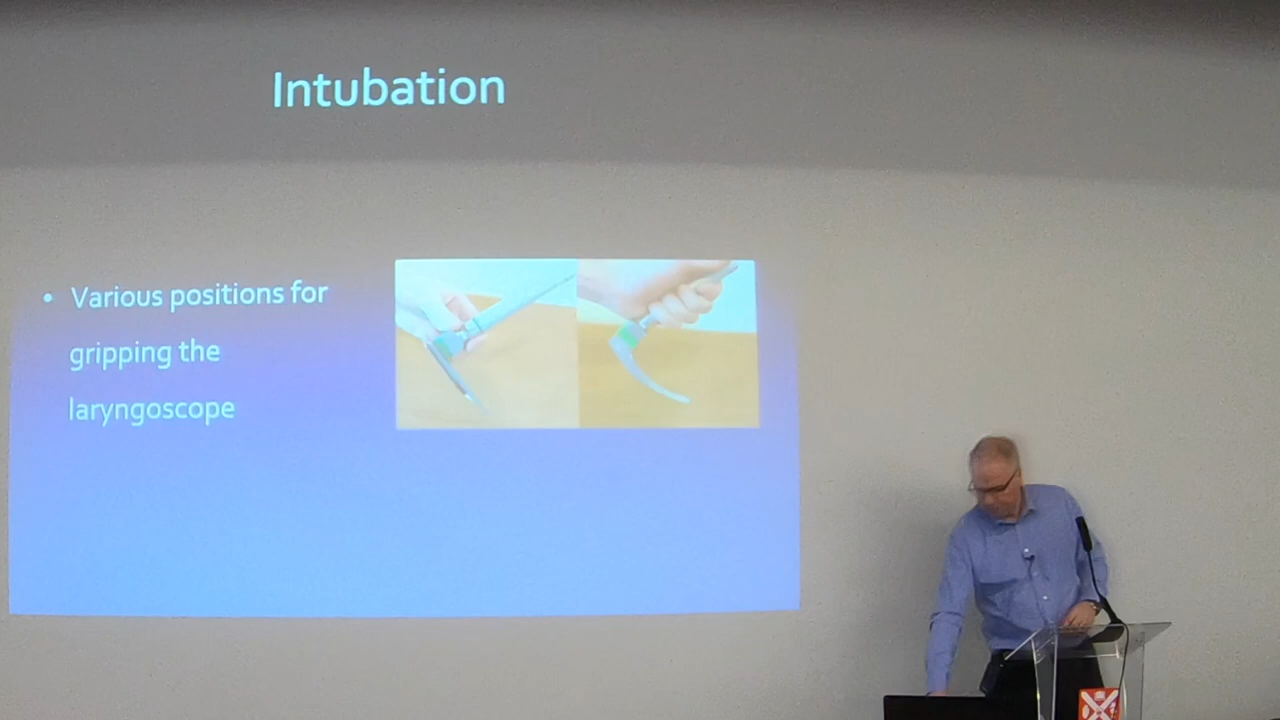 Intubation
• Various positions for
gripping the
laryngoscope